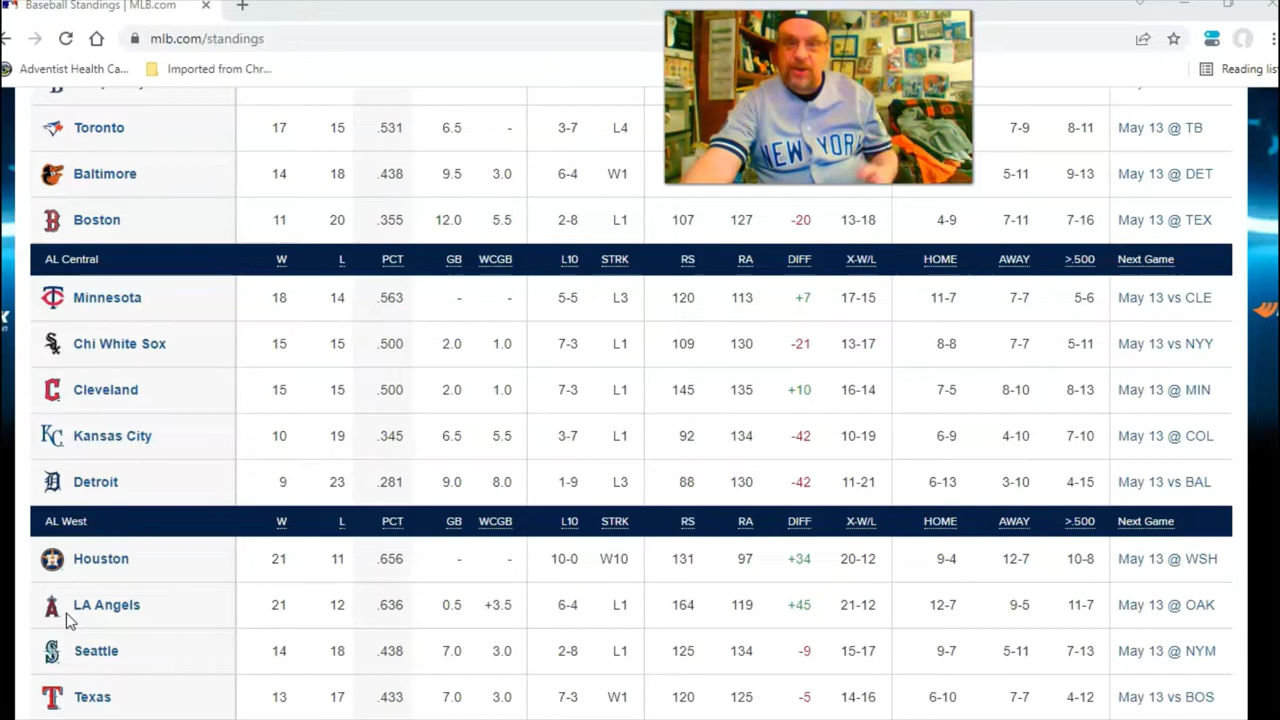 Baseball Standings | MLB.com
mlb.com/standings
Adventist Health Ca... Imported from Chr... Reading list
Toronto 17 15 .531 6.5 - 3-7 L4 7-9 8-11 May 13 @ TB
Baltimore 14 18 .438 9.5 3.0 6-4 W1 5-11 9-13 May 13 @ DET
NEW YORK
Boston 11 20 .355 12.0 5.5 2-8 L1 107 127 -20 13-18 4-9 7-11 7-16 May 13 @ TEX
AL Central W L PCT GB WCGB L10 STRK RS RA DIFF X-W/L HOME AWAY >.500 Next Game
Minnesota 18 14 .563 - - 5-5 L3 120 113 +7 17-15 11-7 7-7 5-6 May 13 vs CLE
Chi White Sox 15 15 .500 2.0 1.0 7-3 L1 109 130 -21 13-17 8-8 7-7 5-11 May 13 vs NYY
Cleveland 15 15 .500 2.0 1.0 7-3 L1 145 135 +10 16-14 7-5 8-10 8-13 May 13 @ MIN
Kansas City 10 19 .345 6.5 5.5 3-7 L1 92 134 -42 10-19 6-9 4-10 7-10 May 13 @ COL
Detroit 9 23 .281 9.0 8.0 1-9 L3 88 130 -42 11-21 6-13 3-10 4-15 May 13 vs BAL
AL West W L PCT GB WCGB L10 STRK RS RA DIFF X-W/L HOME AWAY >.500 Next Game
Houston 21 11 .656 - - 10-0 W10 131 97 +34 20-12 9-4 12-7 10-8 May 13 @ WSH
LA Angels 21 12 .636 0.5 +3.5 6-4 L1 164 119 +45 21-12 12-7 9-5 11-7 May 13 @ OAK
Seattle 14 18 .438 7.0 3.0 2-8 L1 125 134 -9 15-17 9-7 5-11 7-13 May 13 @ NYM
Texas 13 17 .433 7.0 3.0 7-3 W1 120 125 -5 14-16 6-10 7-7 4-12 May 13 vs BOS